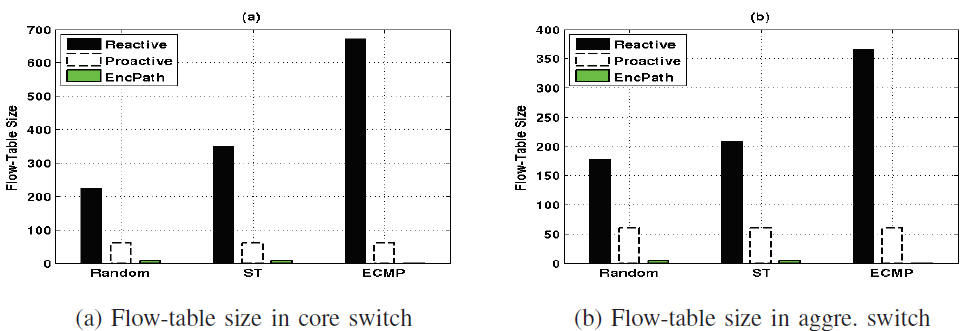 (a)
700
600
500
400
300
200
100
0
Flow-Table Size
Reactive
Proactive
EncPath
Random ST ECMP
(a) Flow-table size in core switch
(b)
400
350
300
250
200
150
100
50
0
Flow-Table Size
Reactive
Proactive
EncPath
Random ST ECMP
(b) Flow-table size in aggre. switch